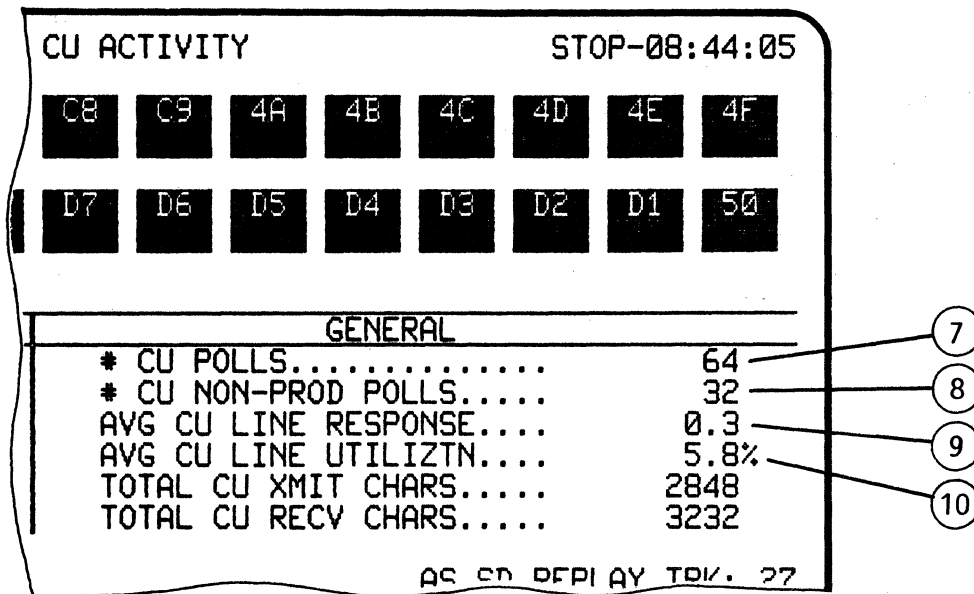 CU ACTIVITY STOP-08:44:05
C8 C9 4A 4B 4C 4D 4E 4F
D7 D6 D5 D4 D3 D2 D1 50
GENERAL
# CU POLLS............... 64
7
# CU NON-PROD POLLS..... 32
8
AVG CU LINE RESPONSE.... 0.3
9
AVG CU LINE UTILIZTN.... 5.8%
10
TOTAL CU XMIT CHARS..... 2848
TOTAL CU RECV CHARS..... 3232
REPLAY